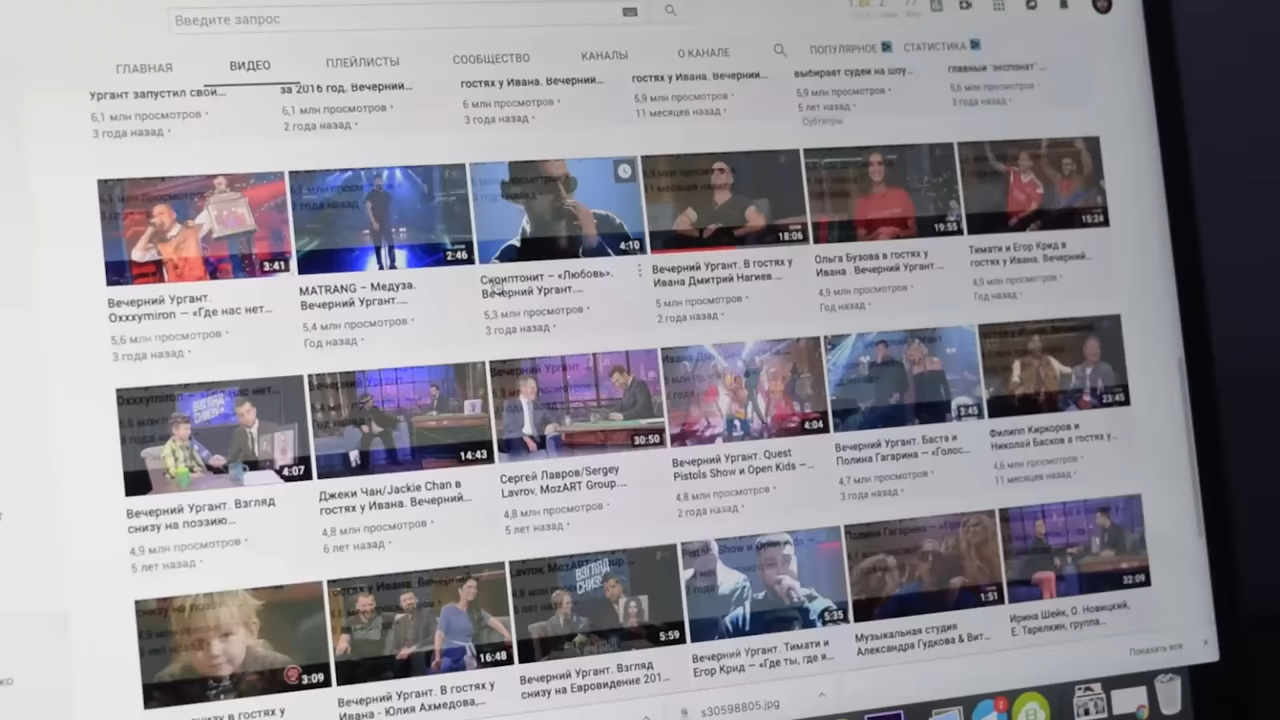 Введите запрос
ГЛАВНАЯ ВИДЕО ПЛЕЙЛИСТЫ СООБЩЕСТВО КАНАЛЫ О КАНАЛЕ ПОПУЛЯРНОЕ СТАТИСТИКА
Ургант запустил свой...
6,1 млн просмотров •
3 года назад •
за 2016 год. Вечерний...
6,1 млн просмотров •
2 года назад •
гостях у Ивана. Вечерний...
6 млн просмотров •
3 года назад •
гостях у Ивана. Вечерний...
5,9 млн просмотров •
11 месяцев назад •
выбирает судей на шоу...
5,9 млн просмотров •
5 лет назад •
Субтитры
главный "экспонат"...
5,6 млн просмотров •
3 года назад •
3:41
2:46
4:10
18:06
19:55
15:24
Вечерний Ургант.
Oxxxymiron — «Где нас нет...
5,6 млн просмотров •
3 года назад •
MATRANG – Медуза.
Вечерний Ургант....
5,4 млн просмотров •
Год назад •
Скриптонит – «Любовь».
Вечерний Ургант....
5,3 млн просмотров •
3 года назад •
Вечерний Ургант. В гостях у
Ивана Дмитрий Нагиев....
5 млн просмотров •
2 года назад •
Ольга Бузова в гостях у
Ивана . Вечерний Ургант....
4,9 млн просмотров •
Год назад •
Тимати и Егор Крид в
гостях у Ивана. Вечерний...
4,9 млн просмотров •
Год назад •
ВЗГЛЯД
СНИЗУ
4:07
14:43
30:50
4:04
3:45
23:45
Вечерний Ургант. Взгляд
снизу на поэзию...
4,9 млн просмотров •
5 лет назад •
Джеки Чан/Jackie Chan в
гостях у Ивана. Вечерний...
4,8 млн просмотров •
6 лет назад •
Сергей Лавров/Sergey
Lavrov, MozART Group....
4,8 млн просмотров •
5 лет назад •
Вечерний Ургант. Quest
Pistols Show и Open Kids —...
4,8 млн просмотров •
2 года назад •
Вечерний Ургант. Баста и
Полина Гагарина — «Голос...
4,7 млн просмотров •
3 года назад •
Филипп Киркоров и
Николай Басков в гостях у...
4,6 млн просмотров •
11 месяцев назад •
ВЗГЛЯД
СНИЗУ
3:09
16:48
5:59
5:35
1:51
32:09
снизу в гостях у
Вечерний Ургант. В гостях у
Ивана - Юлия Ахмедова,...
Вечерний Ургант. Взгляд
снизу на Евровидение 201...
Вечерний Ургант. Тимати и
Егор Крид — «Где ты, где я...
Музыкальная студия
Александра Гудкова & Вит...
Ирина Шейк, О. Новицкий,
Е. Тарелкин, группа...
Показать все
s30598805.jpg